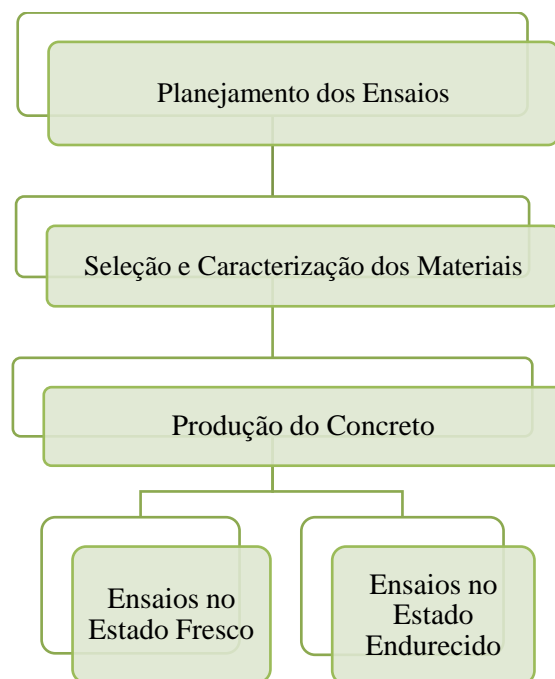 Planejamento dos Ensaios
Seleção e Caracterização dos Materiais
Produção do Concreto
Ensaios no
Estado Fresco
Ensaios no
Estado
Endurecido